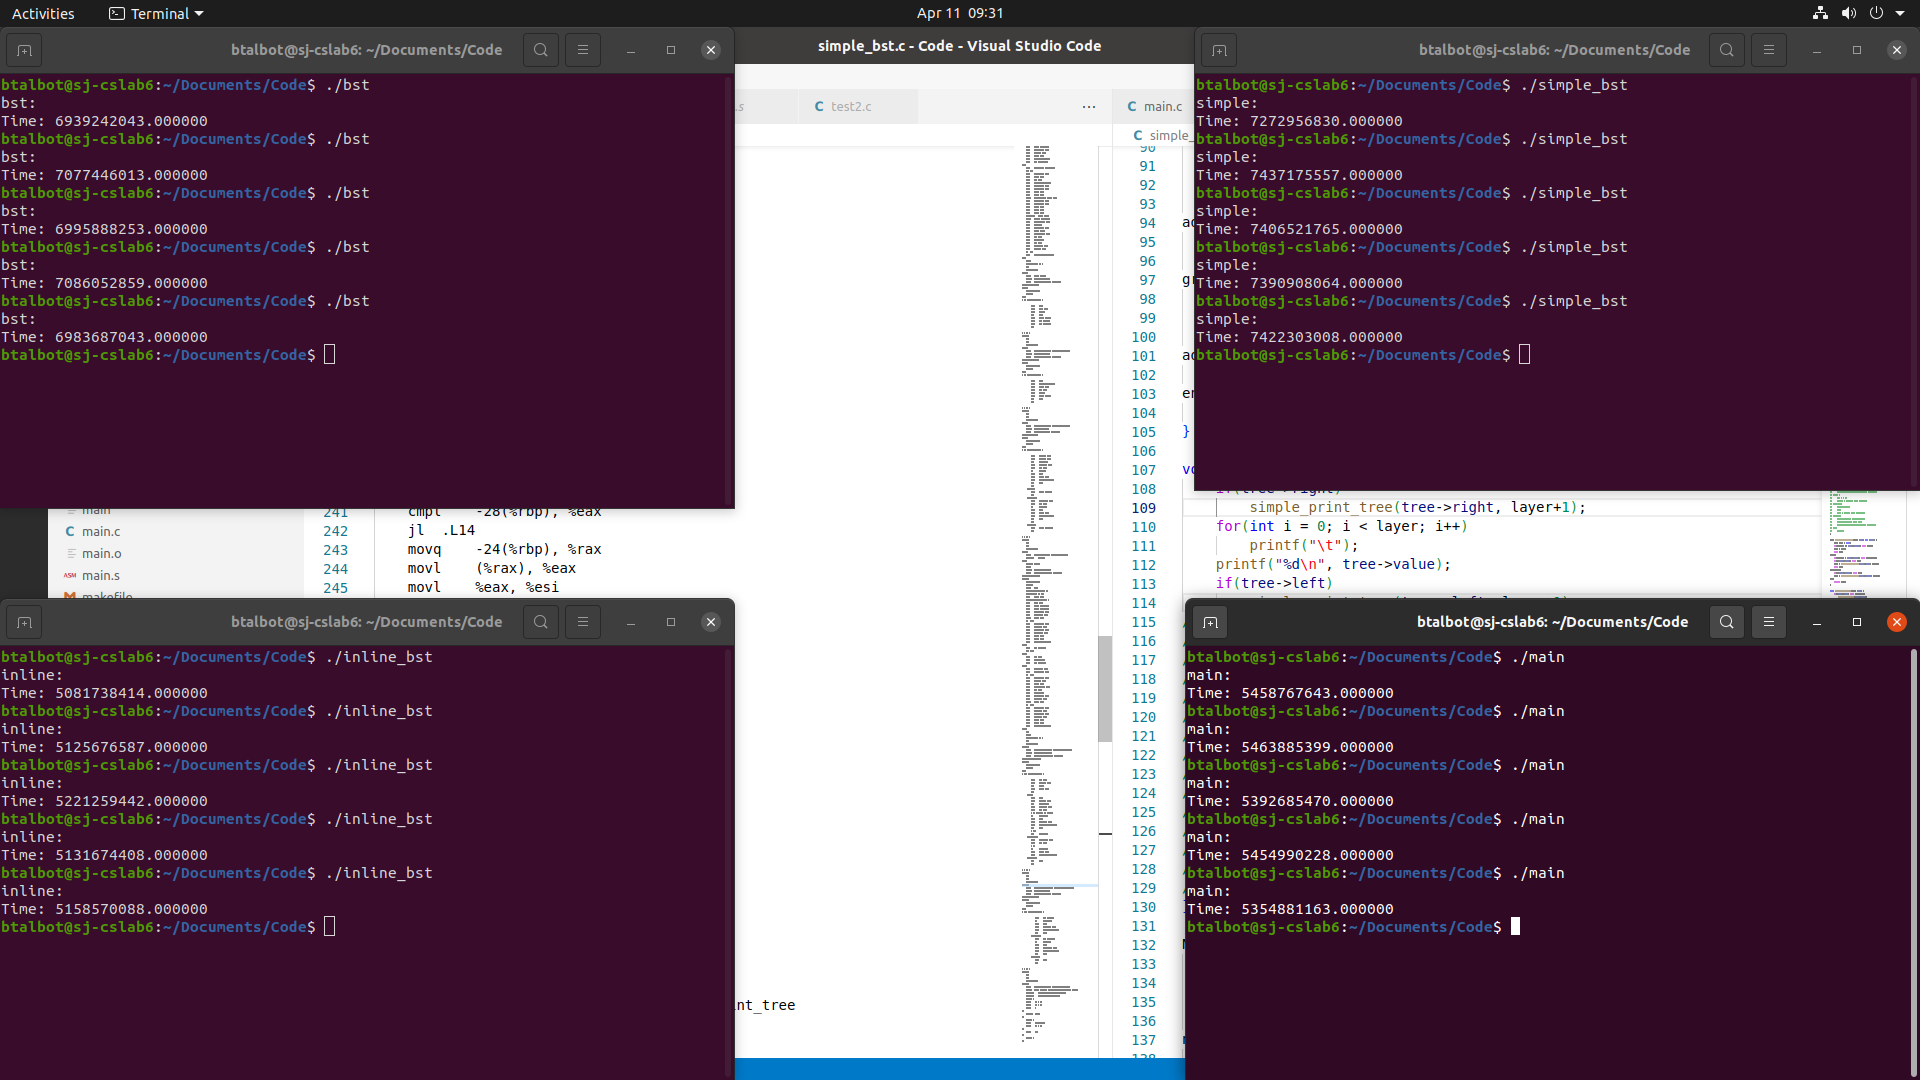 Activities
Terminal
Apr 11 09:31
btalbot@sj-cslab6: ~/Documents/Code
btalbot@sj-cslab6:~/Documents/Code$ ./bst
bst:
Time: 6939242043.000000
btalbot@sj-cslab6:~/Documents/Code$ ./bst
bst:
Time: 7077446013.000000
btalbot@sj-cslab6:~/Documents/Code$ ./bst
bst:
Time: 6995888253.000000
btalbot@sj-cslab6:~/Documents/Code$ ./bst
bst:
Time: 7086052859.000000
btalbot@sj-cslab6:~/Documents/Code$ ./bst
bst:
Time: 6983687043.000000
btalbot@sj-cslab6:~/Documents/Code$
simple_bst.c - Code - Visual Studio Code
.s
C test2.c
...
C main.c
C simple_
btalbot@sj-cslab6: ~/Documents/Code
btalbot@sj-cslab6:~/Documents/Code$ ./simple_bst
simple:
Time: 7272956830.000000
btalbot@sj-cslab6:~/Documents/Code$ ./simple_bst
simple:
Time: 7437175557.000000
btalbot@sj-cslab6:~/Documents/Code$ ./simple_bst
simple:
Time: 7406521765.000000
btalbot@sj-cslab6:~/Documents/Code$ ./simple_bst
simple:
Time: 7390908064.000000
btalbot@sj-cslab6:~/Documents/Code$ ./simple_bst
simple:
Time: 7422303008.000000
btalbot@sj-cslab6:~/Documents/Code$
main
C main.c
main.o
ASM main.s
M makefile
241 cmpl -28(%rbp), %eax
242 jl .L14
243 movq -24(%rbp), %rax
244 movl (%rax), %eax
245 movl %eax, %esi
90
91
92
93
94
95
96
97
98
99
100
101
102
103
104
105 }
106
107
108 if(tree->right)
109 simple_print_tree(tree->right, layer+1);
110 for(int i = 0; i < layer; i++)
111 printf("\t");
112 printf("%d\n", tree->value);
113 if(tree->left)
114
115
116
117
118
119
120
121
122
123
124
125
126
127
128
129
130
131
132
133
134
135
136
137
138
btalbot@sj-cslab6: ~/Documents/Code
btalbot@sj-cslab6:~/Documents/Code$ ./inline_bst
inline:
Time: 5081738414.000000
btalbot@sj-cslab6:~/Documents/Code$ ./inline_bst
inline:
Time: 5125676587.000000
btalbot@sj-cslab6:~/Documents/Code$ ./inline_bst
inline:
Time: 5221259442.000000
btalbot@sj-cslab6:~/Documents/Code$ ./inline_bst
inline:
Time: 5131674408.000000
btalbot@sj-cslab6:~/Documents/Code$ ./inline_bst
inline:
Time: 5158570088.000000
btalbot@sj-cslab6:~/Documents/Code$
nt_tree
btalbot@sj-cslab6: ~/Documents/Code
btalbot@sj-cslab6:~/Documents/Code$ ./main
main:
Time: 5458767643.000000
btalbot@sj-cslab6:~/Documents/Code$ ./main
main:
Time: 5463885399.000000
btalbot@sj-cslab6:~/Documents/Code$ ./main
main:
Time: 5392685470.000000
btalbot@sj-cslab6:~/Documents/Code$ ./main
main:
Time: 5454990228.000000
btalbot@sj-cslab6:~/Documents/Code$ ./main
main:
Time: 5354881163.000000
btalbot@sj-cslab6:~/Documents/Code$